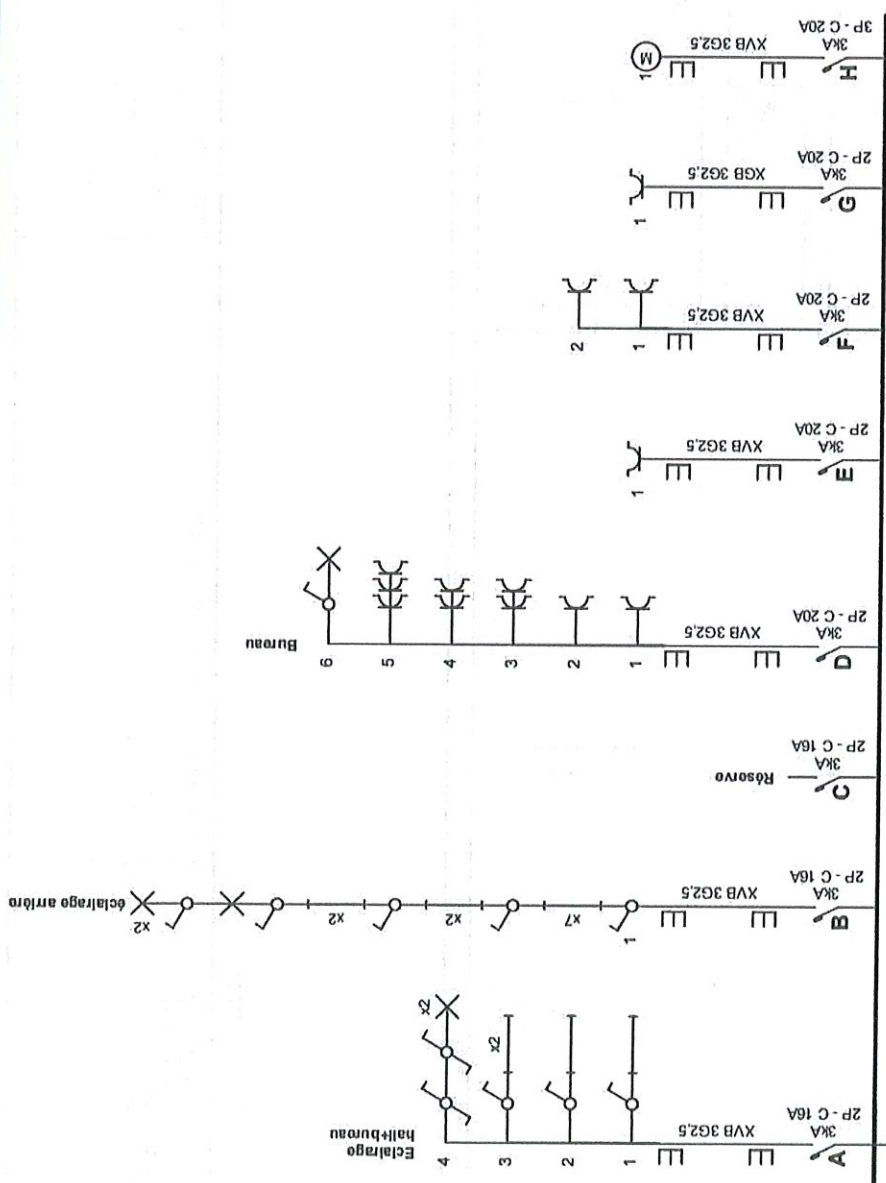 Eclairage
hall+bureau
4
x2
3
x2
2
1
XVB 3G2,5
A
3kA
2P - C 16A
éclairage arrière
x2
x2
x2
x7
1
XVB 3G2,5
B
3kA
2P - C 16A
Réserve
C
3kA
2P - C 16A
Bureau
6
5
4
3
2
1
XVB 3G2,5
D
3kA
2P - C 20A
1
XVB 3G2,5
E
3kA
2P - C 20A
2
1
XVB 3G2,5
F
3kA
2P - C 20A
1
XGB 3G2,5
G
3kA
2P - C 20A
M
1
XVB 3G2,5
H
3kA
3P - C 20A